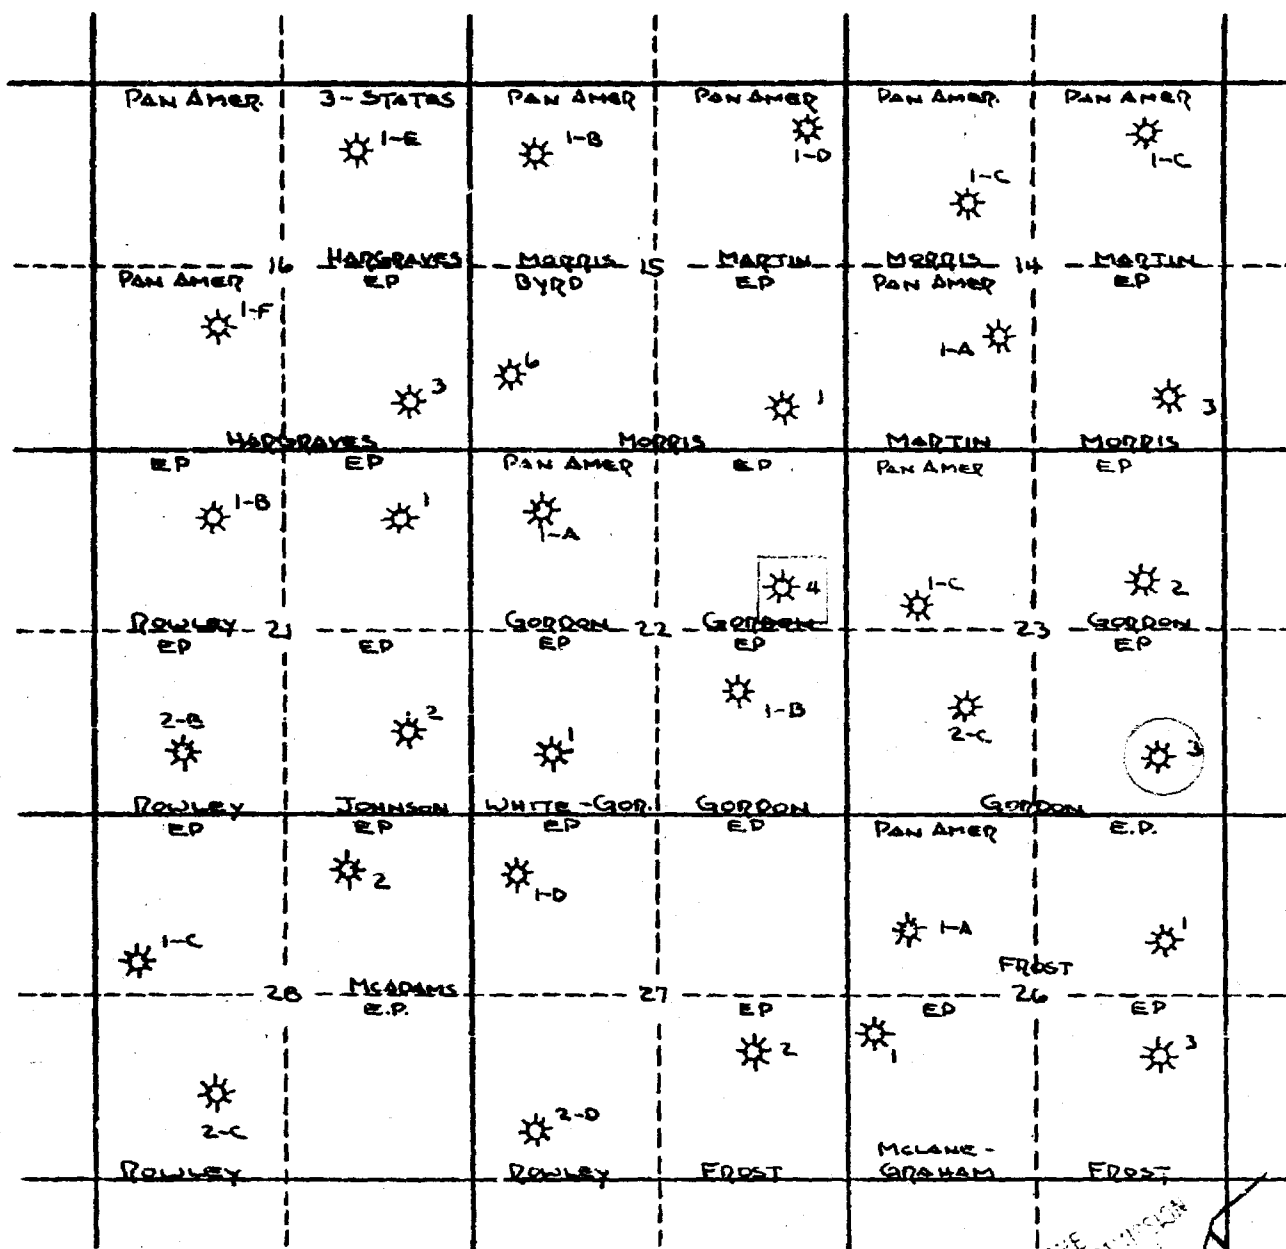 PAN AMER. 3-STATES PAN AMER PAN AMER PAN AMER. PAN AMER
1-E 1-B 1-D 1-C
1-C
HARGRAVES MORRIS MARTIN MORRIS MARTIN
16 15 14
PAN AMER EP BYRD EP PAN AMER EP
1-F
1-A
6
3 1 3
HARGRAVES MORRIS MARTIN MORRIS
EP EP PAN AMER EP PAN AMER EP
1-B 1 1-A
4 1-C 2
ROWLEY GORDON GORDON GORDON
21 22 23
EP EP EP EP EP
1-B
2-B 2 1 2-C 3
ROWLEY JOHNSON WHITE-GOR. GORDON GORDON
EP EP EP EP PAN AMER E.P.
2 1-D
1-C 1-A 1
FROST
McADAMS
28 27 26
E.P. EP EP EP
2 1 3
2-C 2-D
McLANE-
ROWLEY ROWLEY FROST GRAHAM FROST